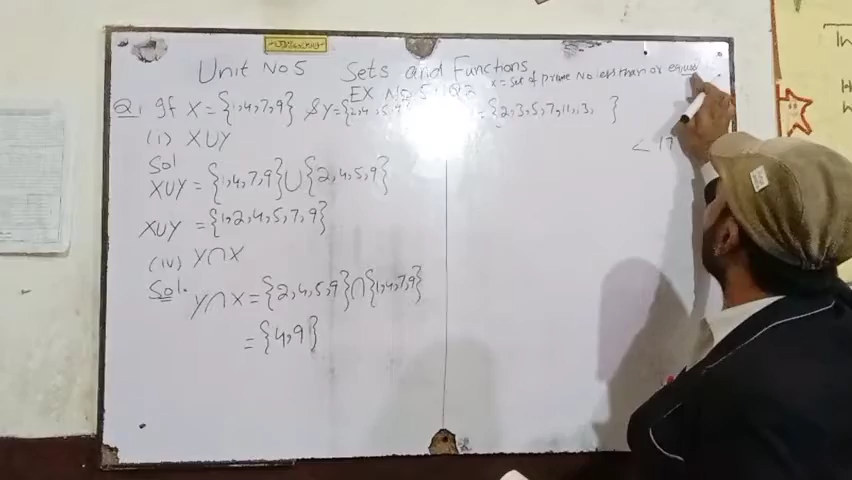 Unit No 5 Sets and Functions
EX No 5.1 Q2
Q1 If X = {1,4,7,9} & Y = {2,4,5,9}
(i) X∪Y
Sol
X∪Y = {1,4,7,9} ∪ {2,4,5,9}
X∪Y = {1,2,4,5,7,9}
(iv) Y∩X
Sol.
Y∩X = {2,4,5,9} ∩ {1,4,7,9}
= {4,9}
X = set of prime No less than or equal
= {2,3,5,7,11,13, }
< 17